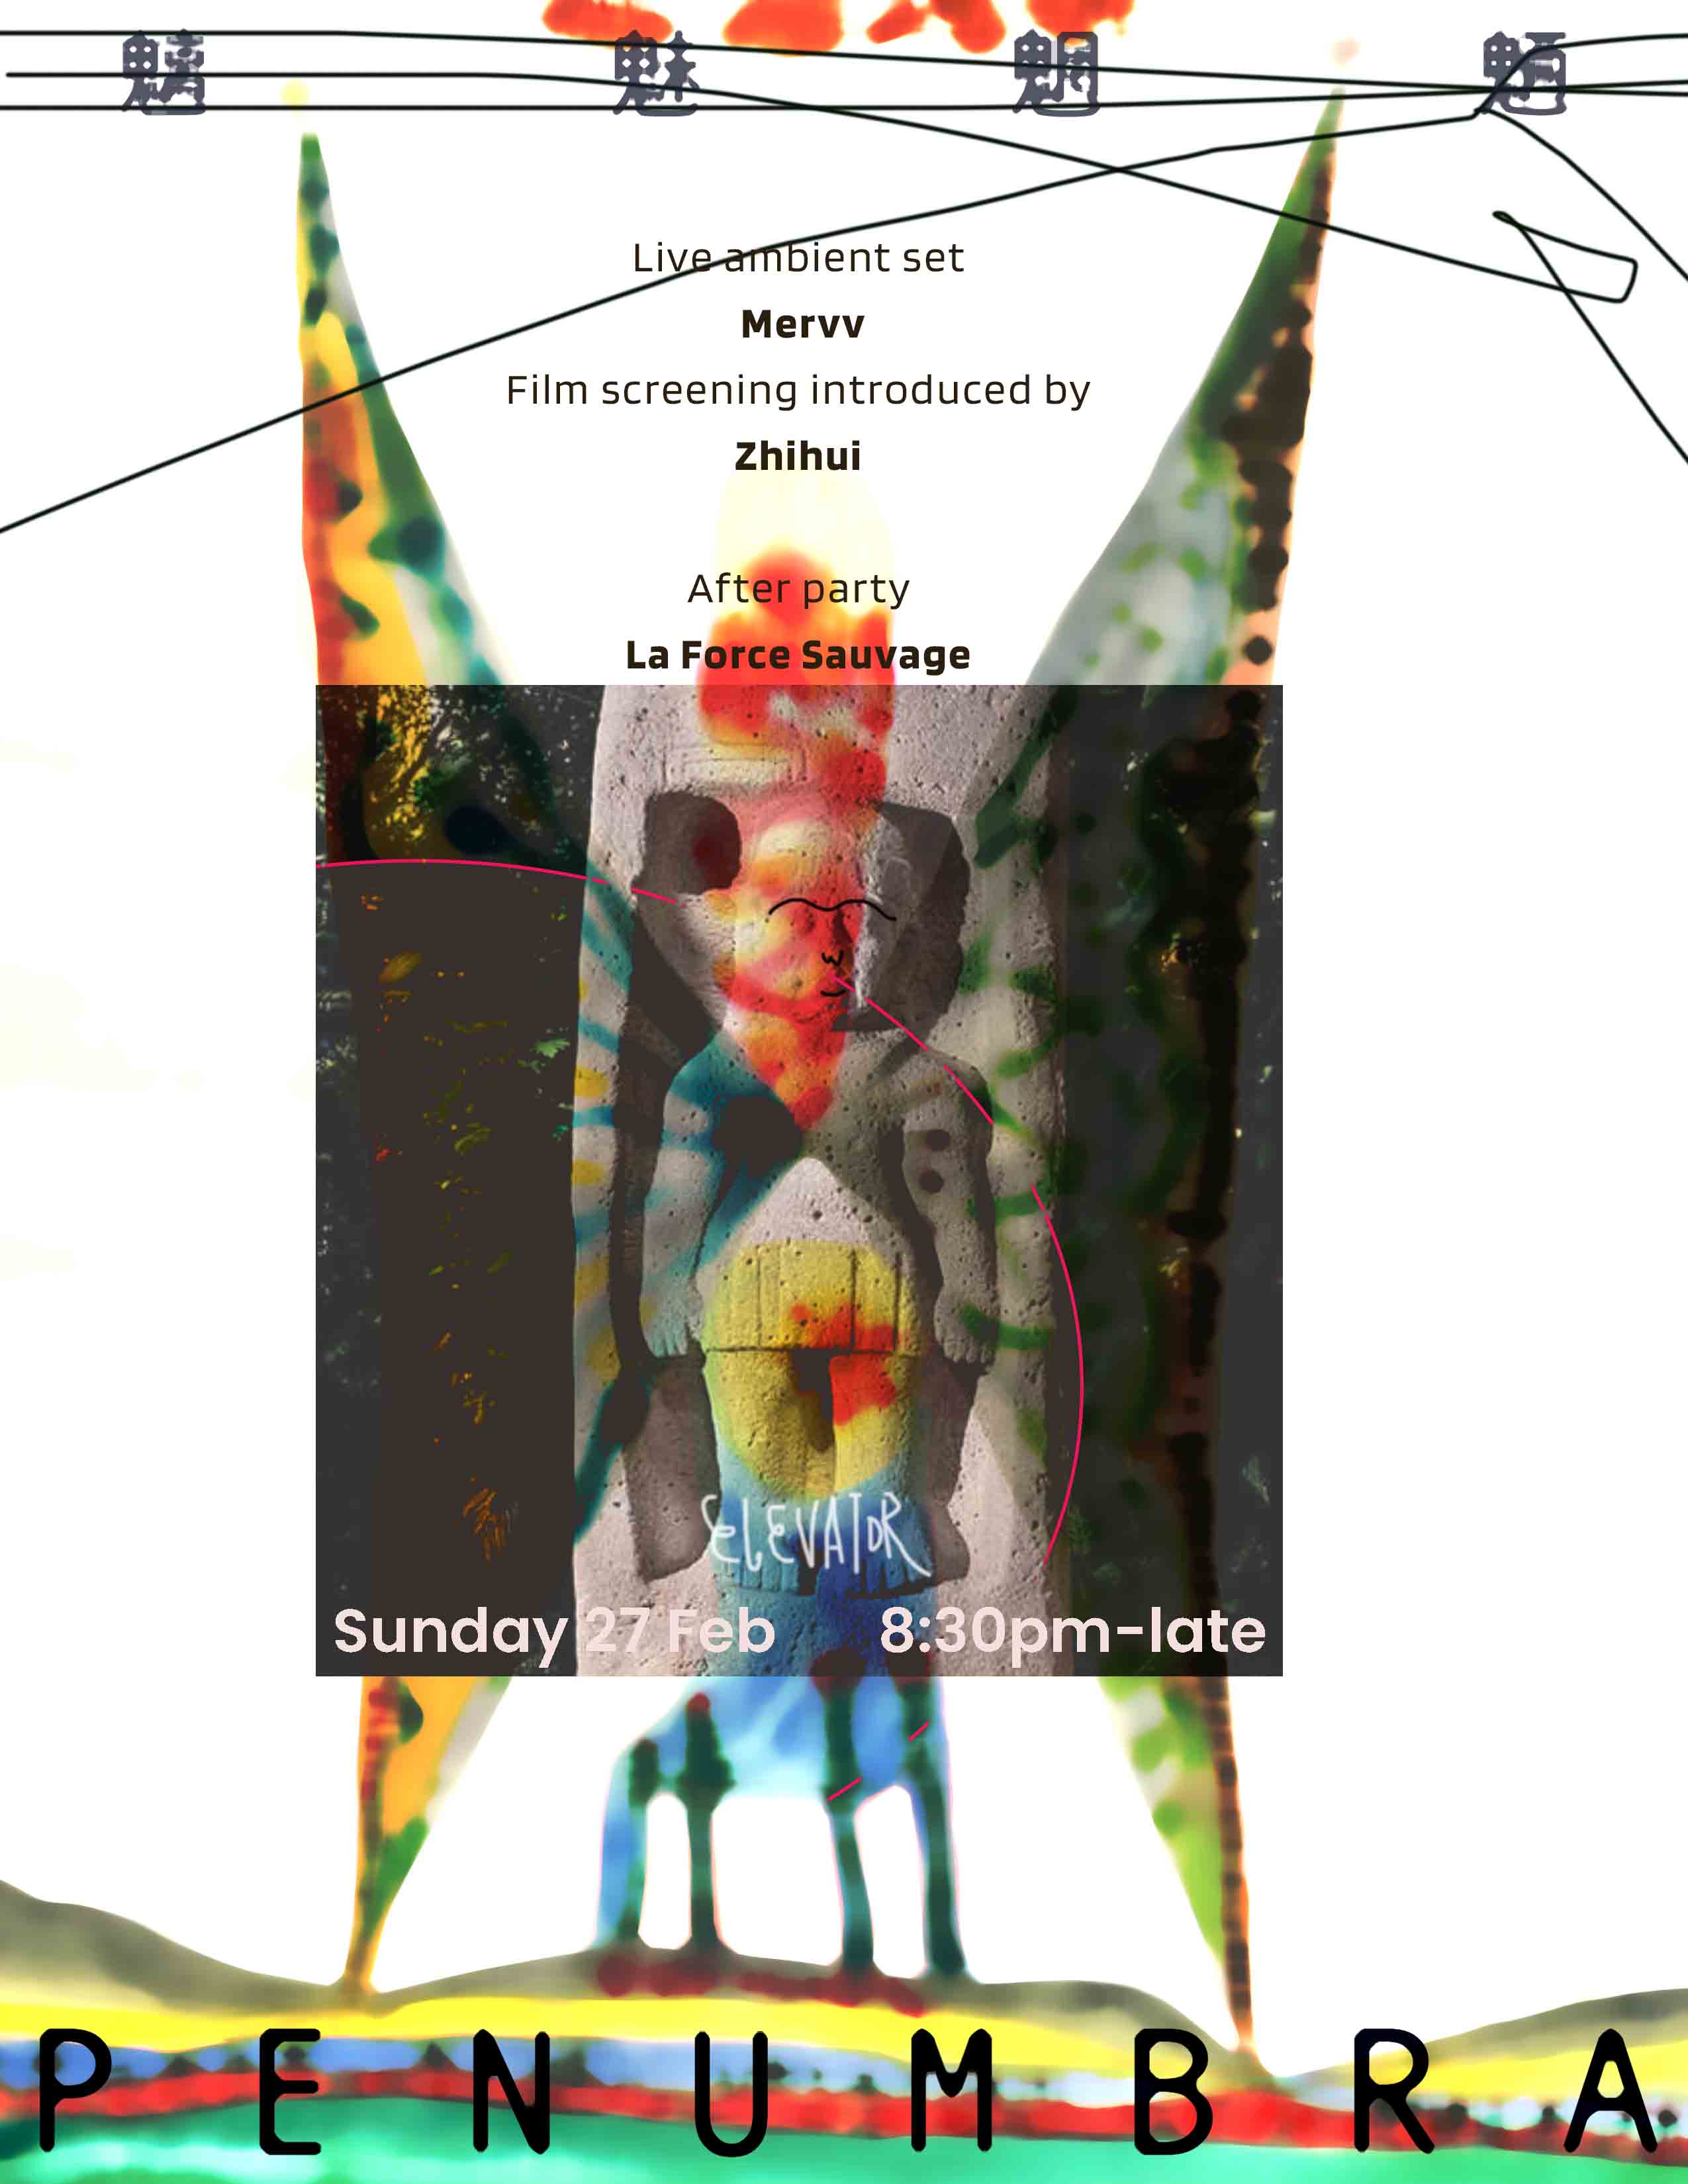 魑 魅 魍 魎
Live ambient set
Mervv
Film screening introduced by
Zhihui
After party
La Force Sauvage
ELEVATOR
Sunday 27 Feb 8:30pm-late
PENUMBRA